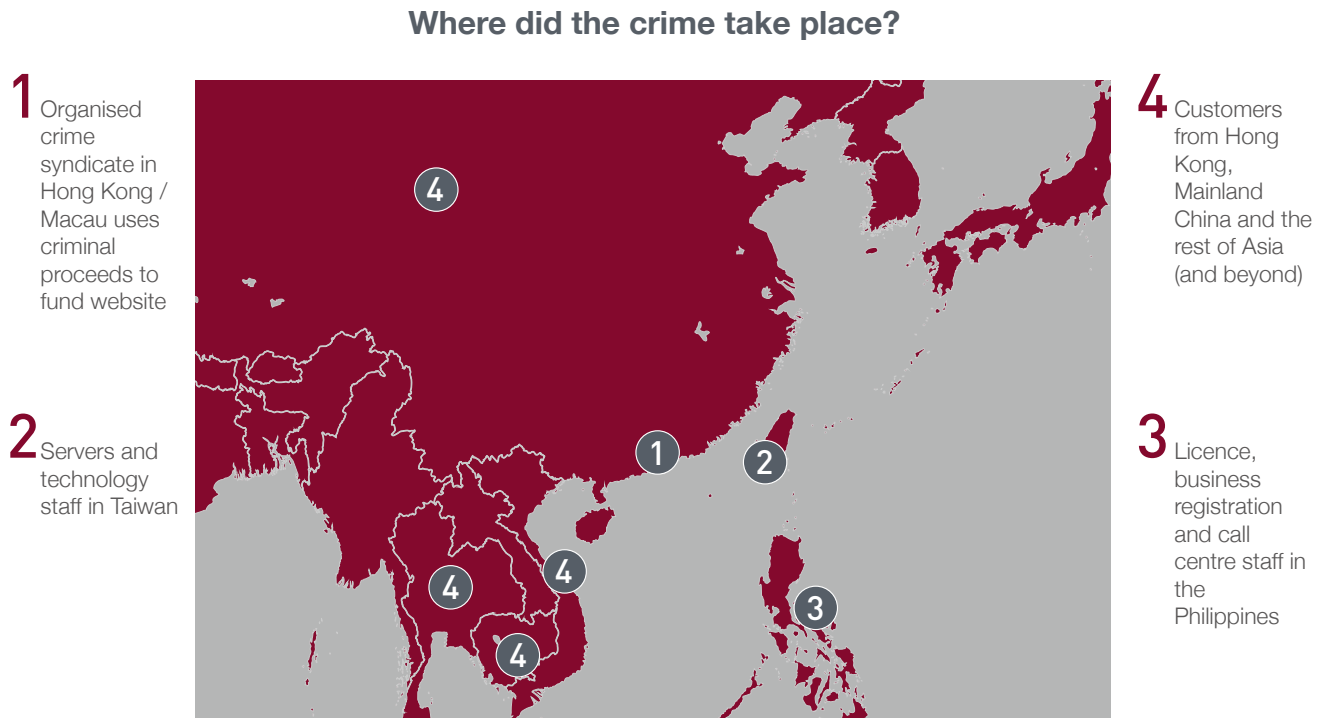 Where did the crime take place?
1 Organised
crime
syndicate in
Hong Kong /
Macau uses
criminal
proceeds to
fund website
2 Servers and
technology
staff in Taiwan
4
1
2
4
4
4
3
4 Customers
from Hong
Kong,
Mainland
China and the
rest of Asia
(and beyond)
3 Licence,
business
registration
and call
centre staff in
the
Philippines